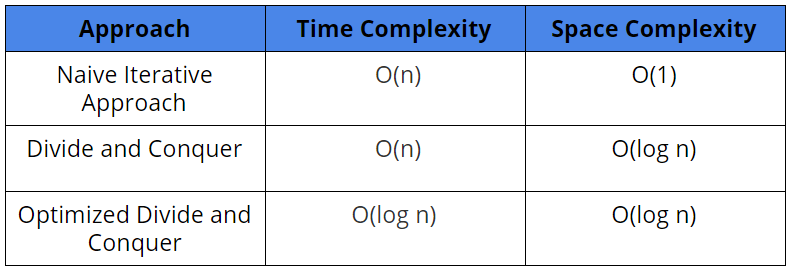 Approach Time Complexity Space Complexity
Naive Iterative
Approach O(n) O(1)
Divide and Conquer O(n) O(log n)
Optimized Divide and
Conquer O(log n) O(log n)